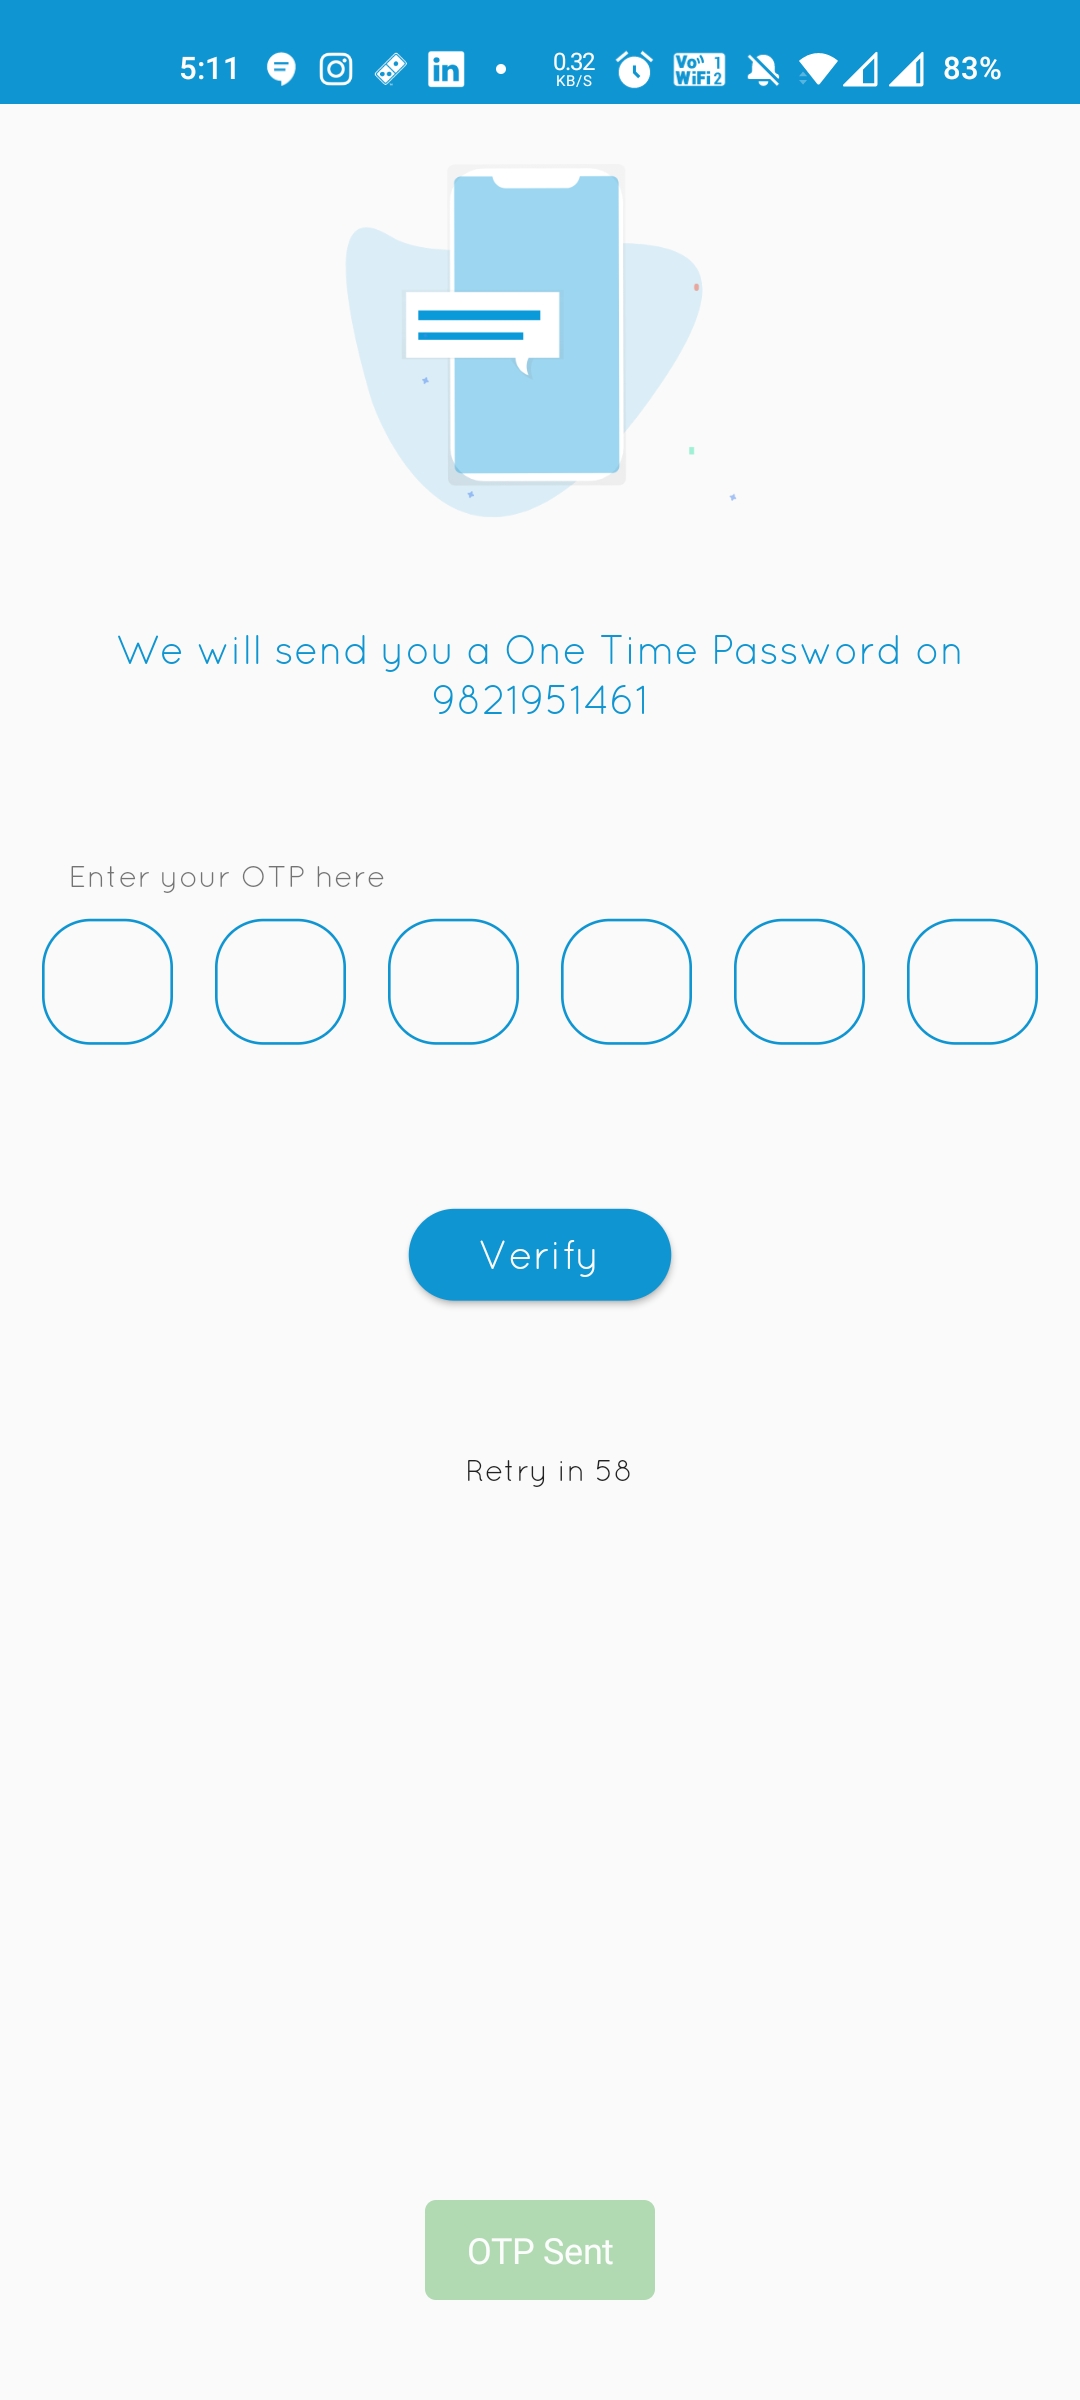 5:11
in
0.32
KB/S
Vo 1
WiFi 2
83%
We will send you a One Time Password on
9821951461
Enter your OTP here
Verify
Retry in 58
OTP Sent